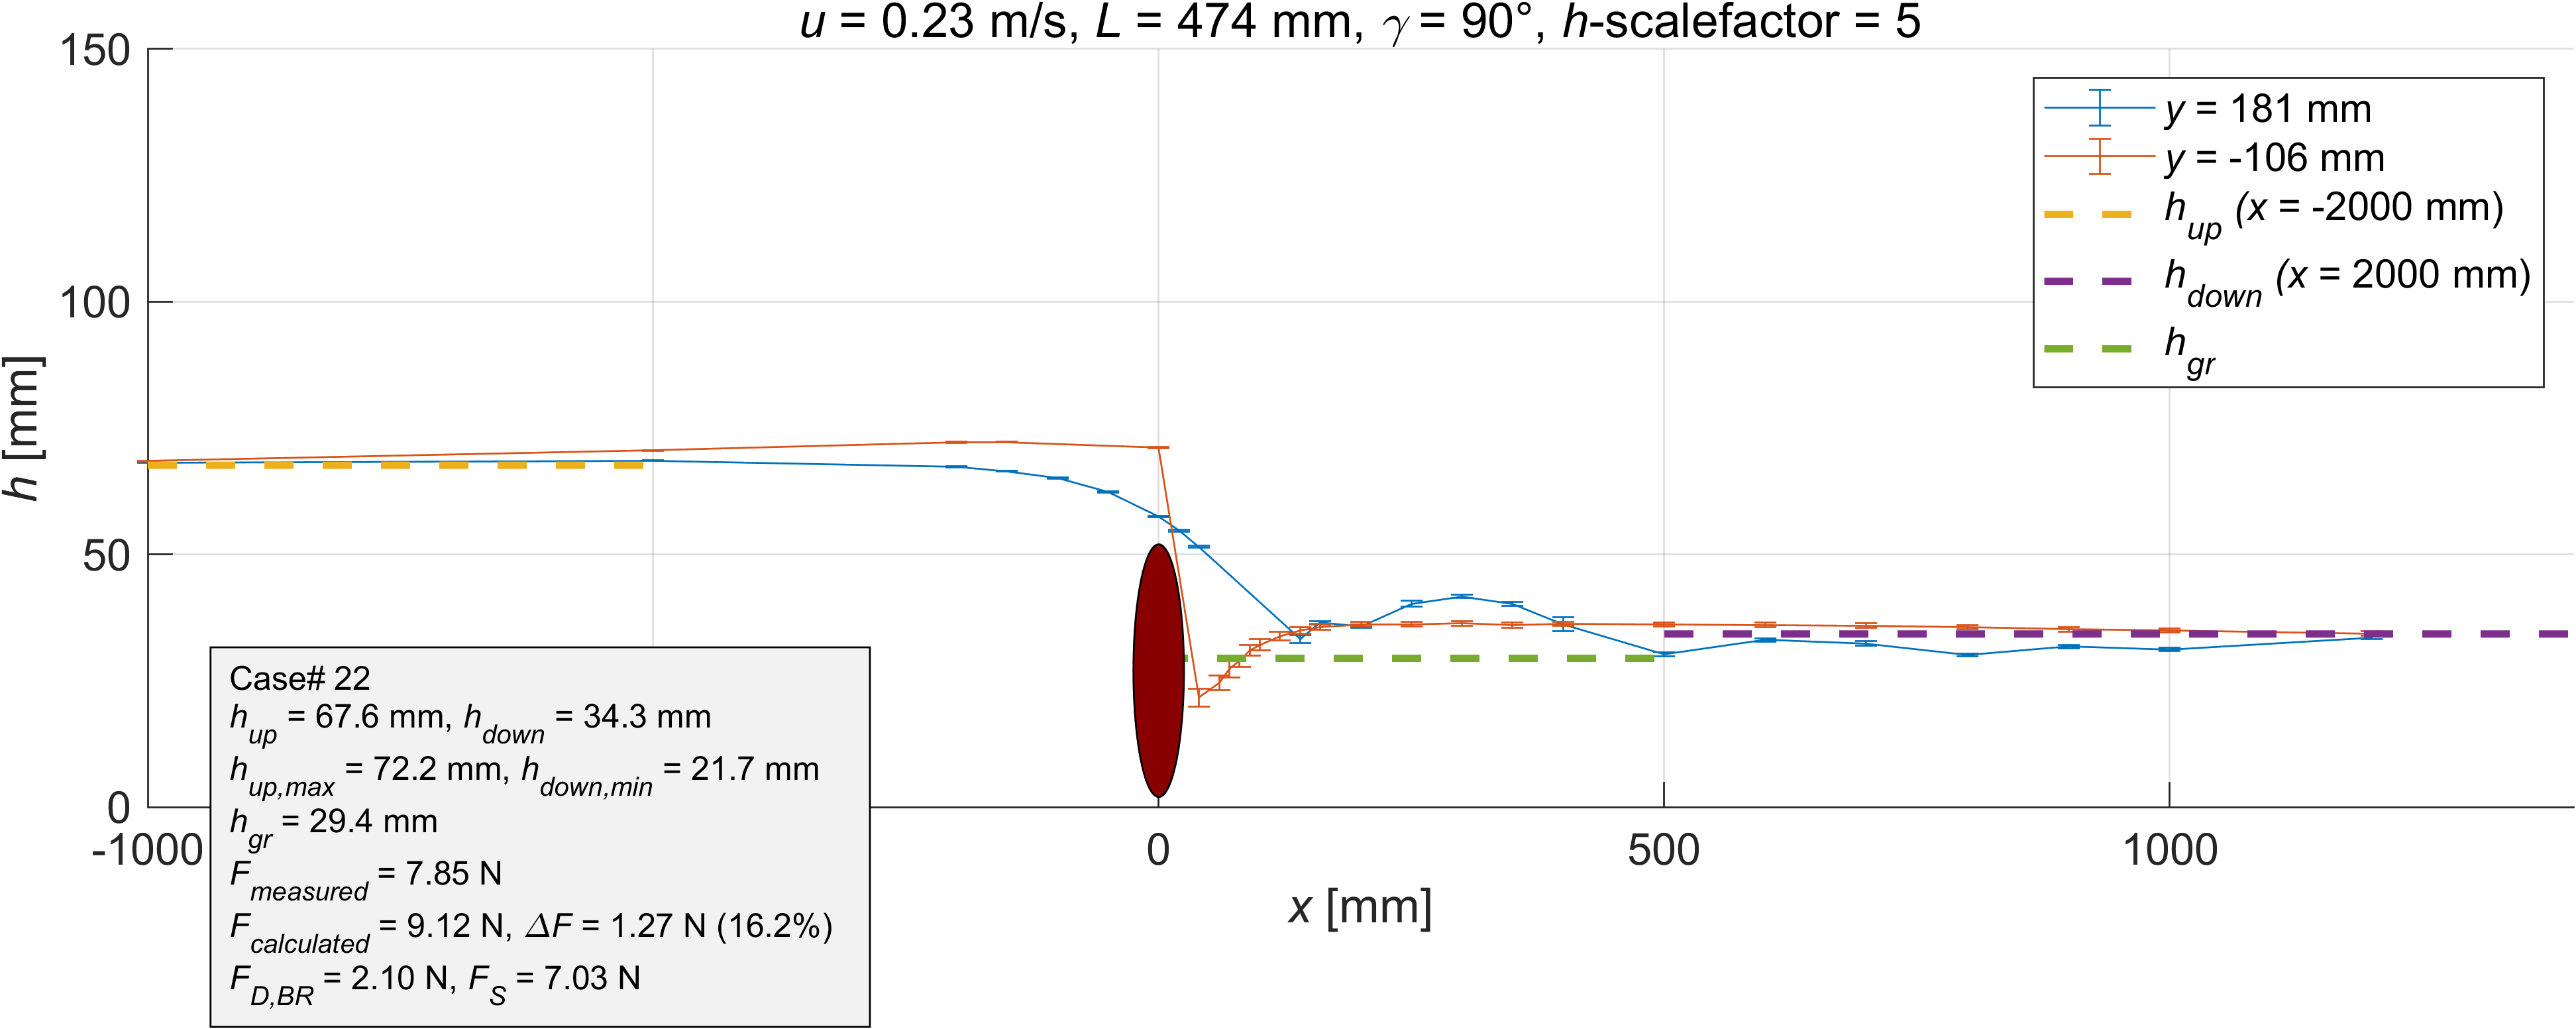 u = 0.23 m/s, L = 474 mm, γ = 90°, h-scalefactor = 5
150
100
50
0
h [mm]
-1000
0
500
1000
x [mm]
y = 181 mm
y = -106 mm
h_up (x = -2000 mm)
h_down (x = 2000 mm)
h_gr
Case# 22
h_up = 67.6 mm, h_down = 34.3 mm
h_up,max = 72.2 mm, h_down,min = 21.7 mm
h_gr = 29.4 mm
F_measured = 7.85 N
F_calculated = 9.12 N, ΔF = 1.27 N (16.2%)
F_D,BR = 2.10 N, F_S = 7.03 N